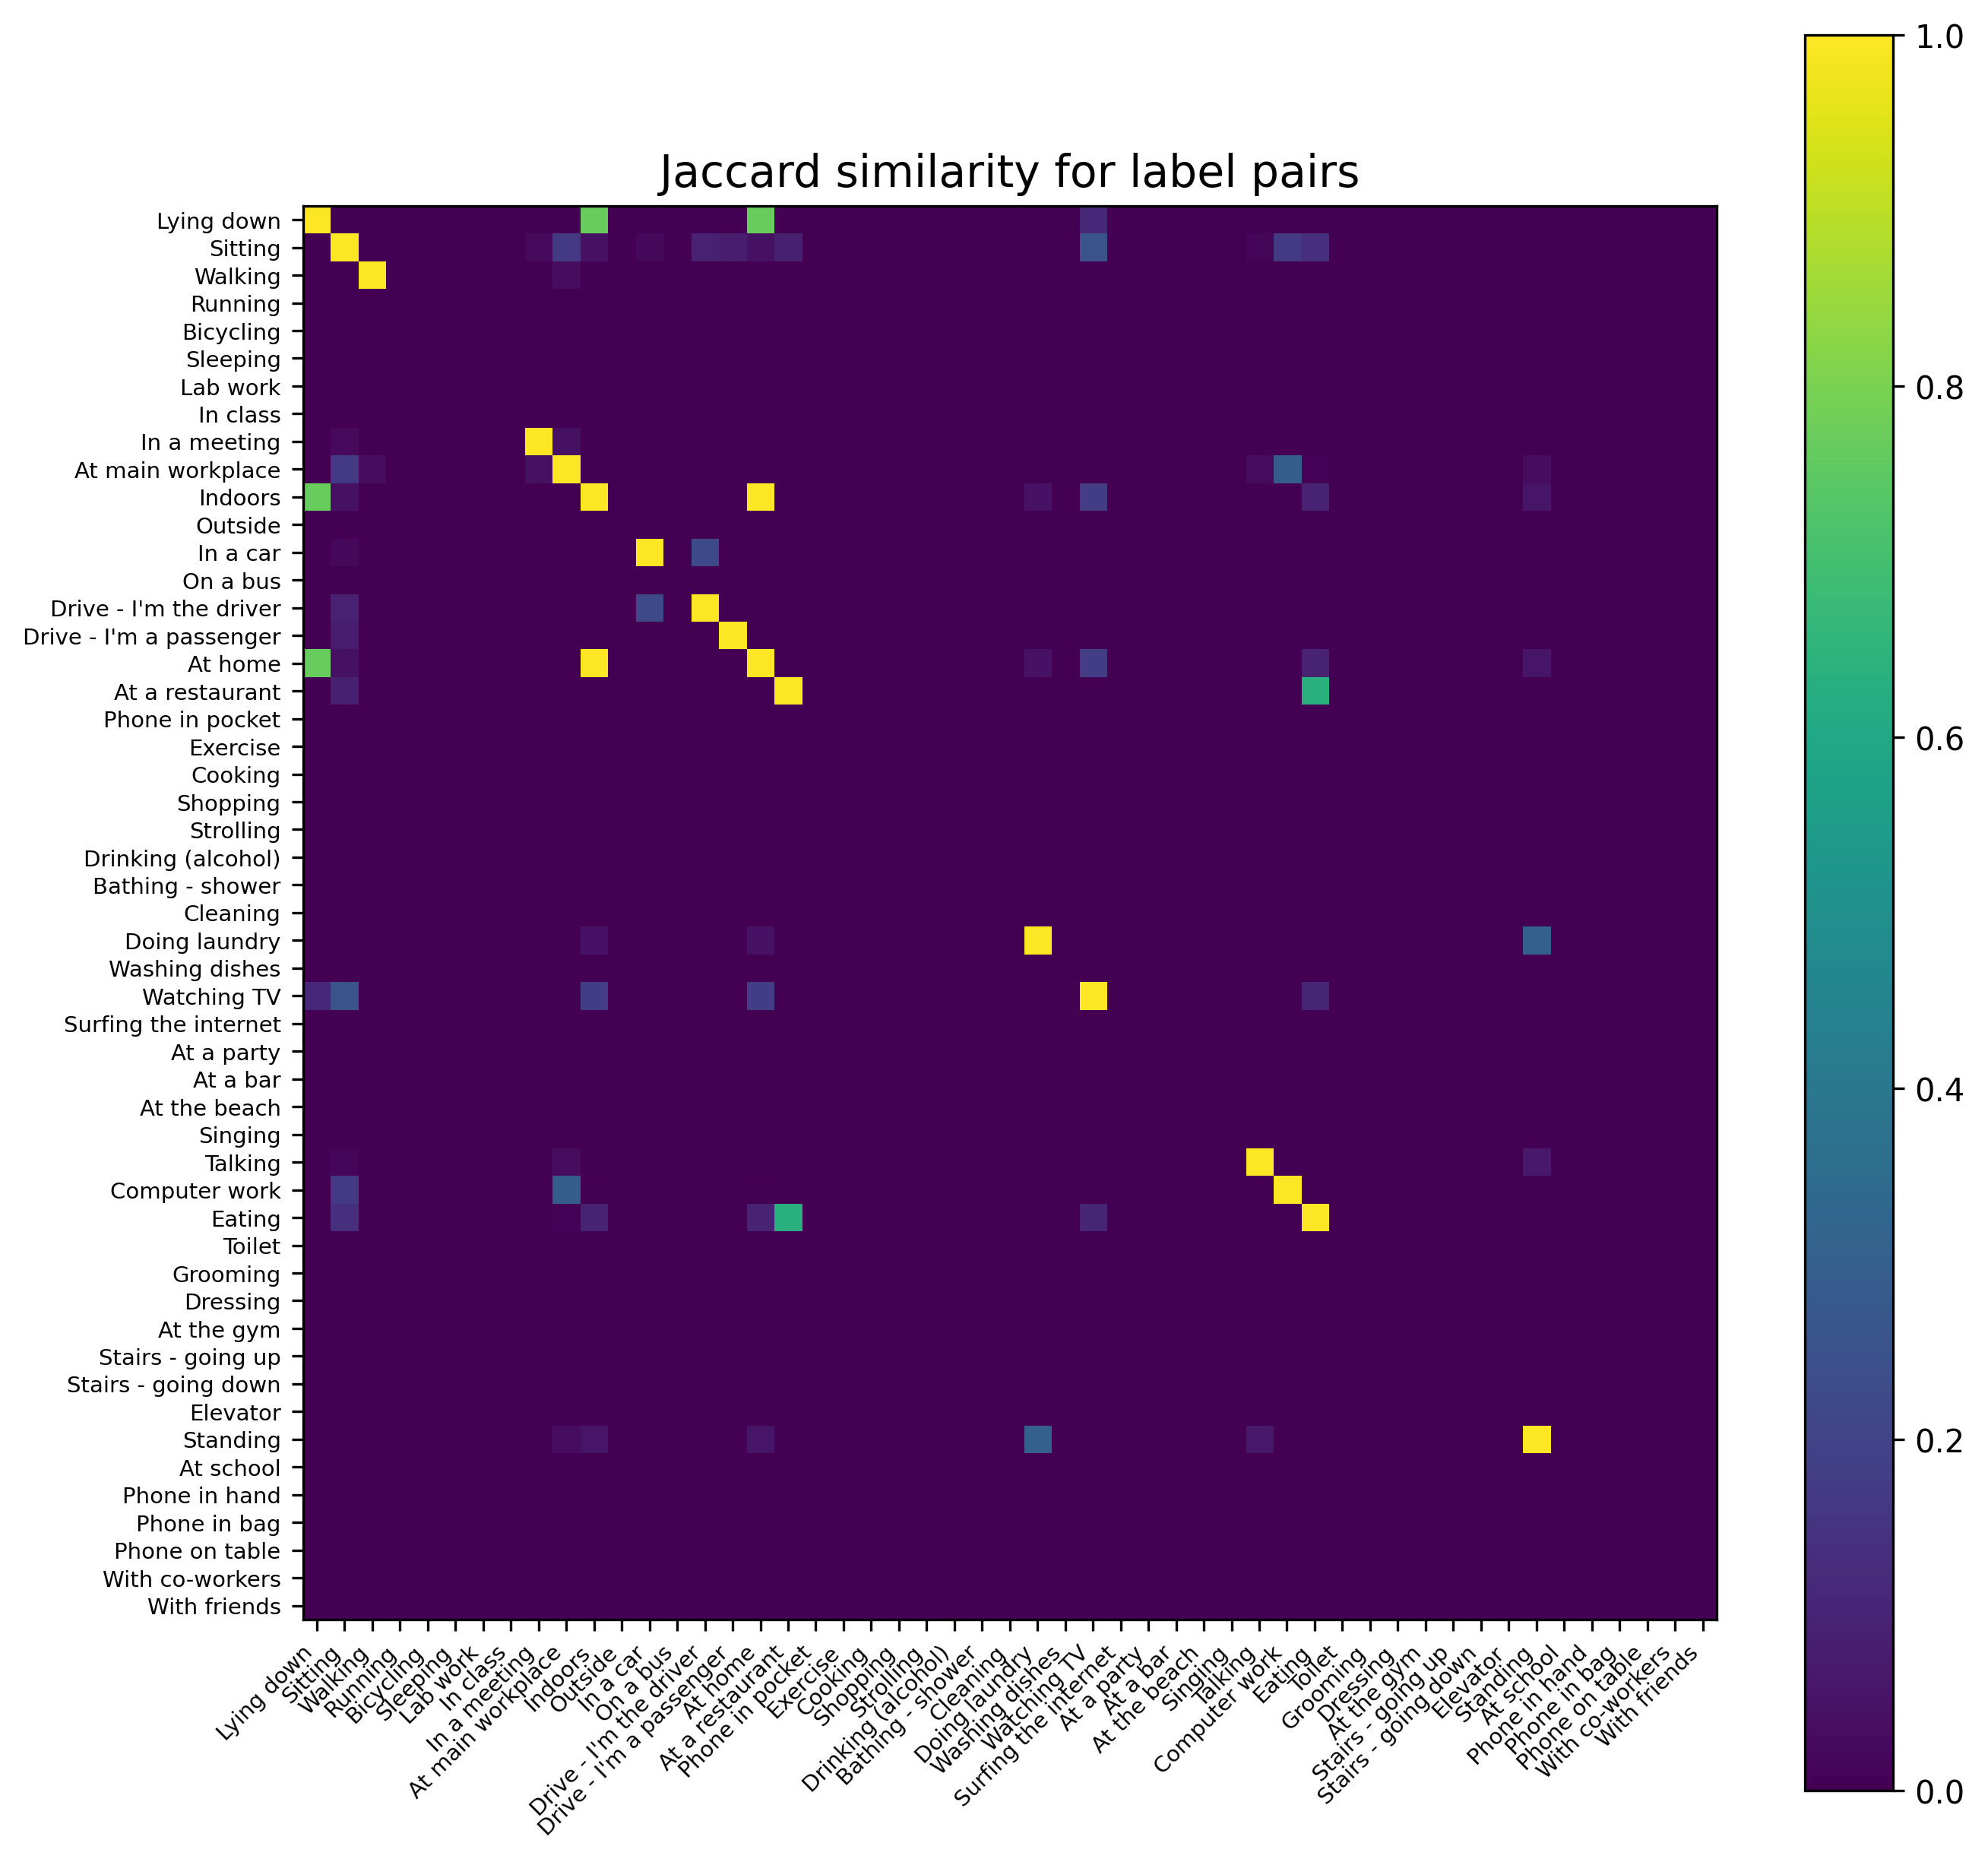 Jaccard similarity for label pairs
Lying down
Sitting
Walking
Running
Bicycling
Sleeping
Lab work
In class
In a meeting
At main workplace
Indoors
Outside
In a car
On a bus
Drive - I'm the driver
Drive - I'm a passenger
At home
At a restaurant
Phone in pocket
Exercise
Cooking
Shopping
Strolling
Drinking (alcohol)
Bathing - shower
Cleaning
Doing laundry
Washing dishes
Watching TV
Surfing the internet
At a party
At a bar
At the beach
Singing
Talking
Computer work
Eating
Toilet
Grooming
Dressing
At the gym
Stairs - going up
Stairs - going down
Elevator
Standing
At school
Phone in hand
Phone in bag
Phone on table
With co-workers
With friends
Lying down
Sitting
Walking
Running
Bicycling
Sleeping
Lab work
In class
In a meeting
At main workplace
Indoors
Outside
In a car
On a bus
Drive - I'm the driver
Drive - I'm a passenger
At home
At a restaurant
Phone in pocket
Exercise
Cooking
Shopping
Strolling
Drinking (alcohol)
Bathing - shower
Cleaning
Doing laundry
Washing dishes
Watching TV
Surfing the internet
At a party
At a bar
At the beach
Singing
Talking
Computer work
Eating
Toilet
Grooming
Dressing
At the gym
Stairs - going up
Stairs - going down
Elevator
Standing
At school
Phone in hand
Phone in bag
Phone on table
With co-workers
With friends
1.0
0.8
0.6
0.4
0.2
0.0